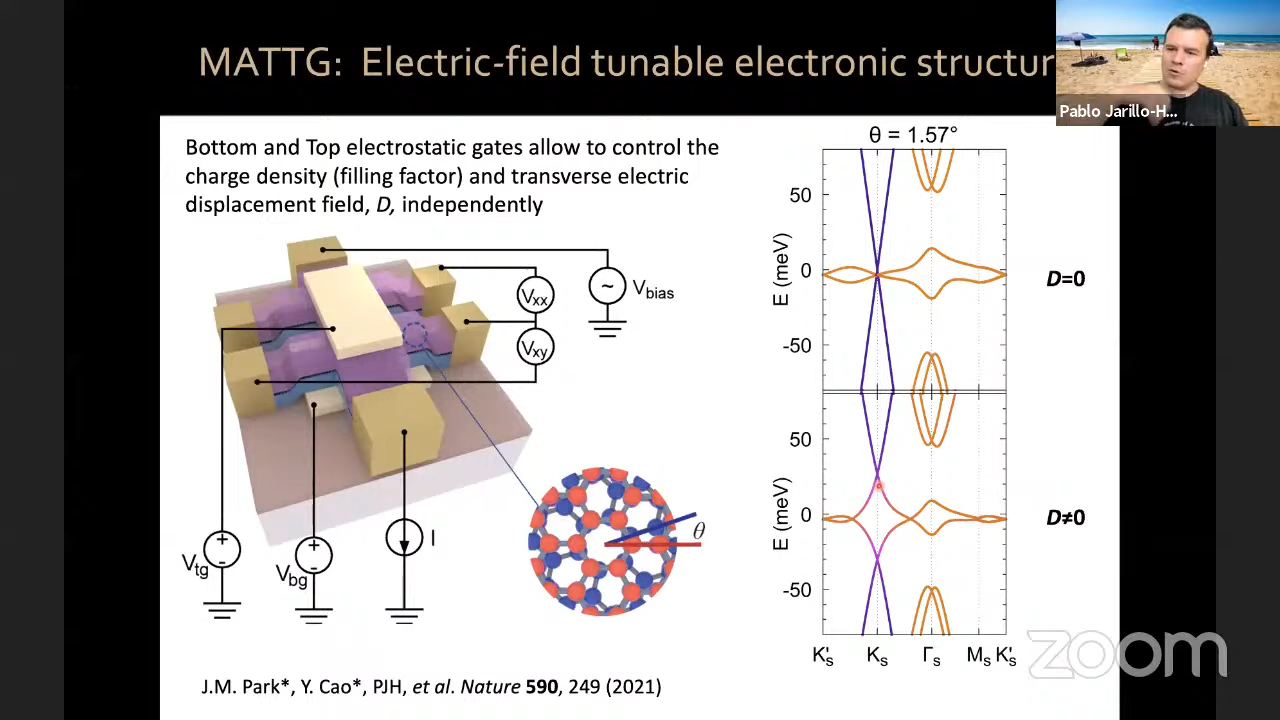 MATTG: Electric-field tunable electronic structur
Pablo Jarillo-H...
Bottom and Top electrostatic gates allow to control the
charge density (filling factor) and transverse electric
displacement field, D, independently
Vxx
Vxy
~
Vbias
+
-
Vtg
+
-
Vbg
I
θ
θ = 1.57°
E (meV)
50
0
-50
D=0
E (meV)
50
0
-50
D≠0
K's Ks Γs Ms K's
J.M. Park*, Y. Cao*, PJH, et al. Nature 590, 249 (2021)
zoom